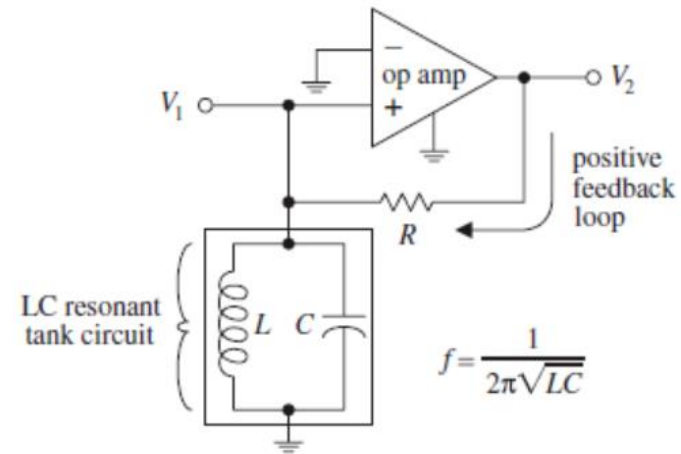 −
op amp
+
V₁
V₂
positive
feedback
loop
R
LC resonant
tank circuit
L
C
f = 1 / 2π√LC